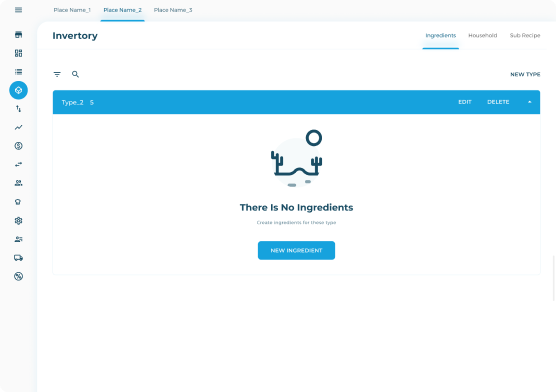 Place Name_1 Place Name_2 Place Name_3
Invertory
Ingredients Household Sub Recipe
NEW TYPE
Type_2 5 EDIT DELETE
There Is No Ingredients
Create ingredients for these type
NEW INGREDIENT